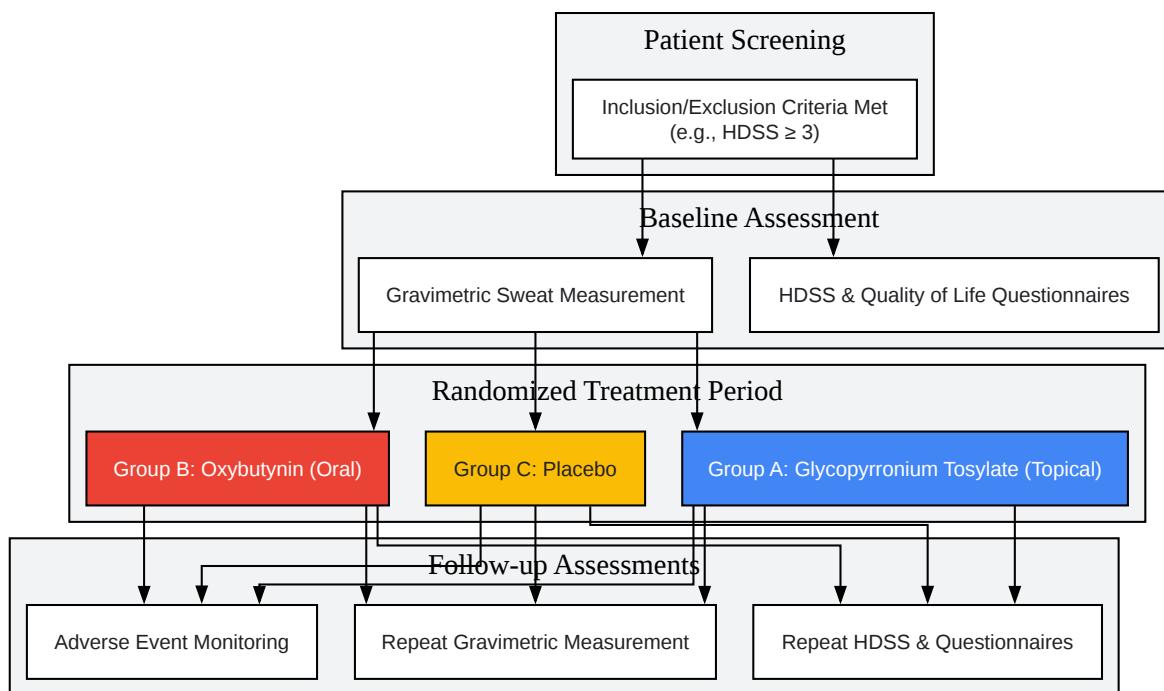 Patient Screening
Inclusion/Exclusion Criteria Met
(e.g., HDSS ≥ 3)
Baseline Assessment
Gravimetric Sweat Measurement
HDSS & Quality of Life Questionnaires
Randomized Treatment Period
Group B: Oxybutynin (Oral)
Group C: Placebo
Group A: Glycopyrronium Tosylate (Topical)
Follow-up Assessments
Adverse Event Monitoring
Repeat Gravimetric Measurement
Repeat HDSS & Questionnaires